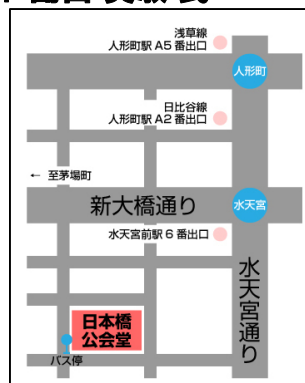 浅草線
人形町駅 A5 番出口
人形町
日比谷線
人形町駅 A2 番出口
← 至茅場町
新大橋通り
水天宮
水天宮前駅 6 番出口
水天宮通り
日本橋
公会堂
バス停